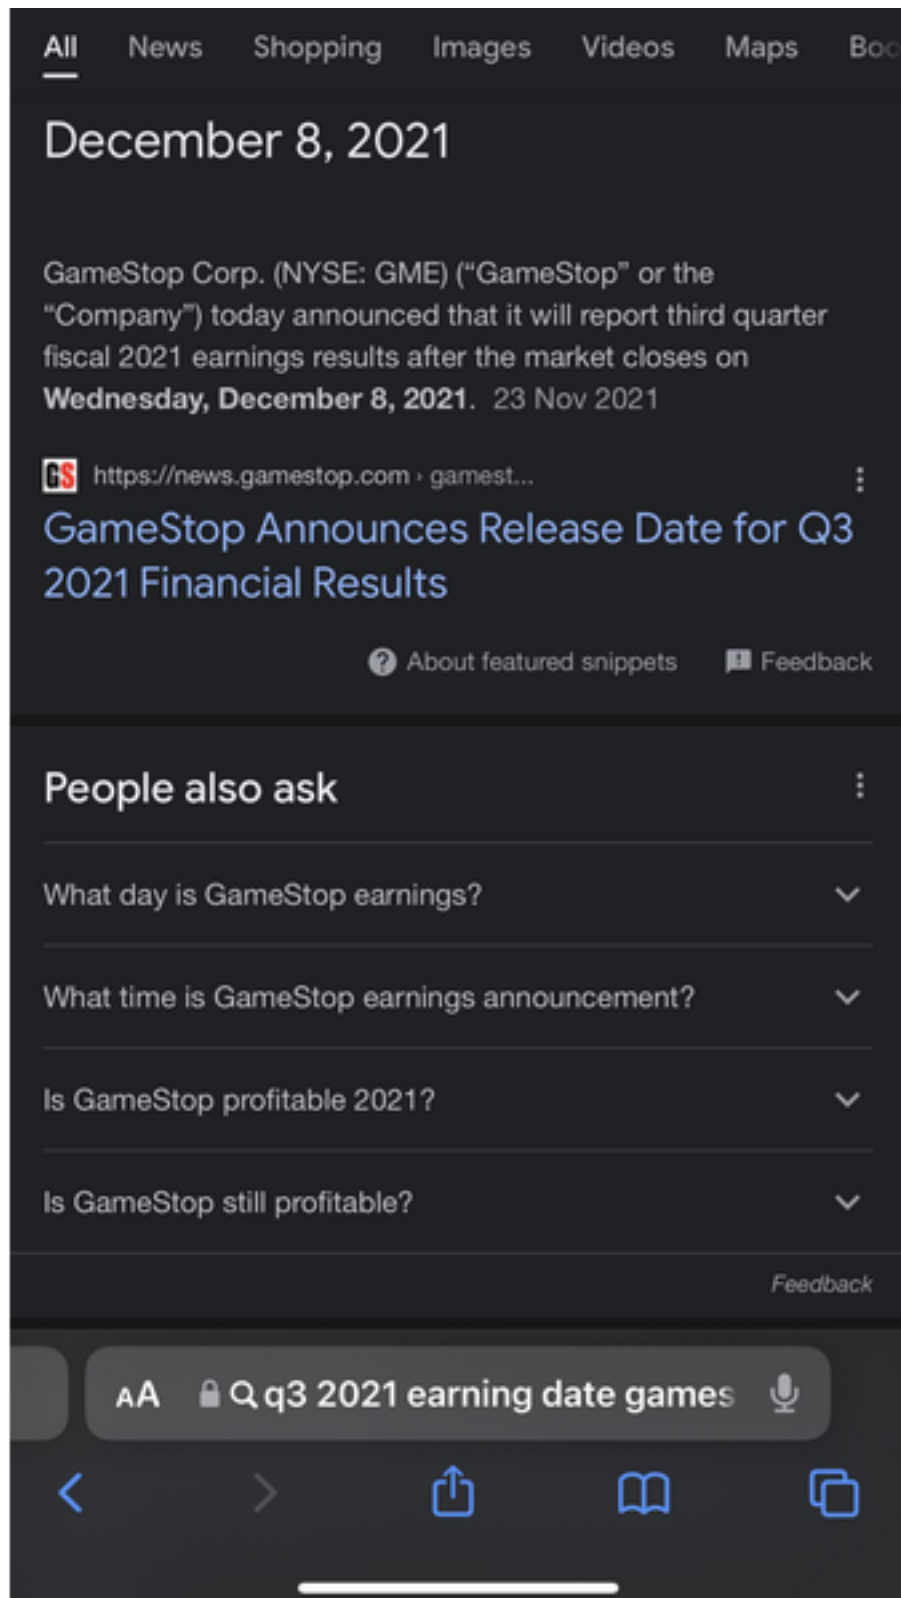 All News Shopping Images Videos Maps Boo
December 8, 2021
GameStop Corp. (NYSE: GME) (“GameStop” or the
“Company”) today announced that it will report third quarter
fiscal 2021 earnings results after the market closes on
Wednesday, December 8, 2021. 23 Nov 2021
GS https://news.gamestop.com › gamest...
GameStop Announces Release Date for Q3
2021 Financial Results
About featured snippets Feedback
People also ask
What day is GameStop earnings?
What time is GameStop earnings announcement?
Is GameStop profitable 2021?
Is GameStop still profitable?
Feedback
AA q3 2021 earning date games